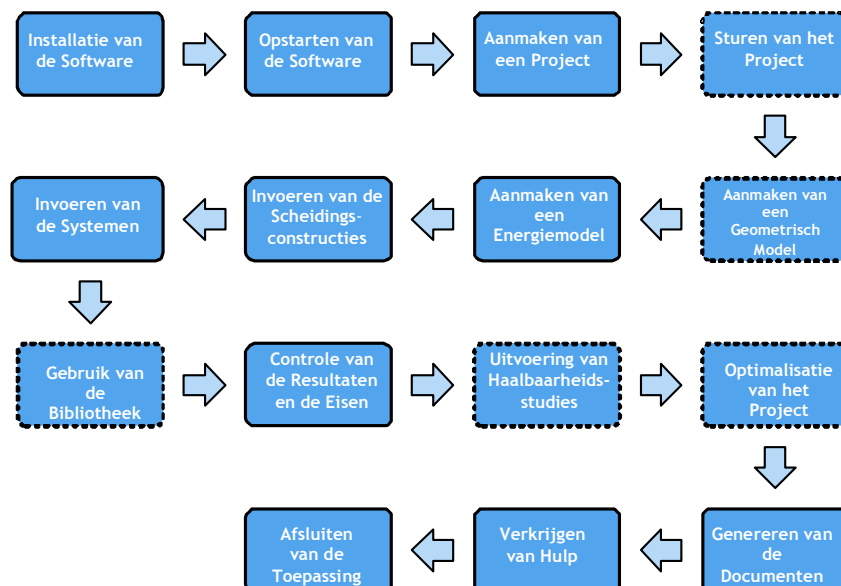 Installatie van
de Software
Opstarten van
de Software
Aanmaken van
een Project
Sturen van het
Project
Aanmaken van
een
Geometrisch
Model
Aanmaken van
een
Energiemodel
Invoeren van de
Scheidings-
constructies
Invoeren van
de Systemen
Gebruik van
de
Bibliotheek
Controle van
de Resultaten
en de Eisen
Uitvoering van
Haalbaarheids-
studies
Optimalisatie
van het
Project
Genereren van
de
Documenten
Verkrijgen
van Hulp
Afsluiten
van de
Toepassing